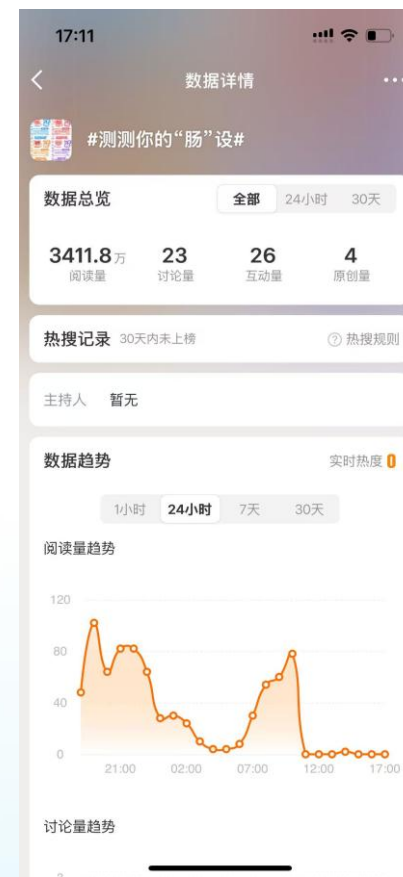 17:11
数据详情
#测测你的“肠”设#
数据总览 全部 24小时 30天
3411.8万 23 26 4
阅读量 讨论量 互动量 原创量
热搜记录 30天内未上榜 ? 热搜规则
主持人 暂无
数据趋势 实时热度 0
1小时 24小时 7天 30天
阅读量趋势
120
80
40
0
21:00 02:00 07:00 12:00 17:00
讨论量趋势